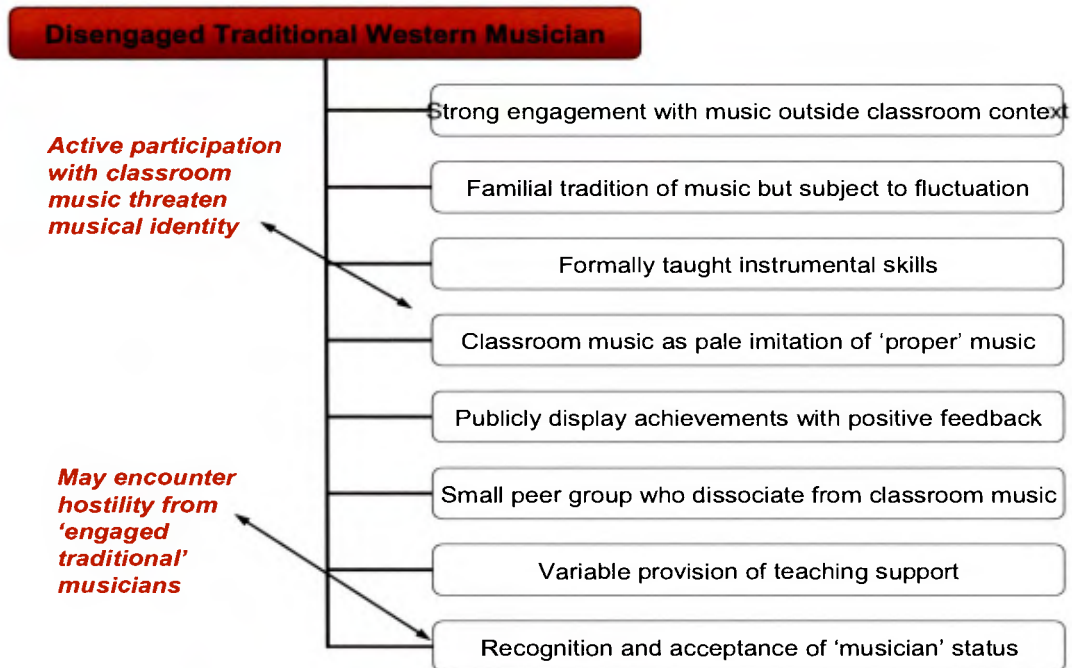 Disengaged Traditional Western Musician
Strong engagement with music outside classroom context
Active participation
with classroom
music threaten
musical identity
Familial tradition of music but subject to fluctuation
Formally taught instrumental skills
Classroom music as pale imitation of ‘proper’ music
Publicly display achievements with positive feedback
May encounter
hostility from
‘engaged
traditional’
musicians
Small peer group who dissociate from classroom music
Variable provision of teaching support
Recognition and acceptance of ‘musician’ status